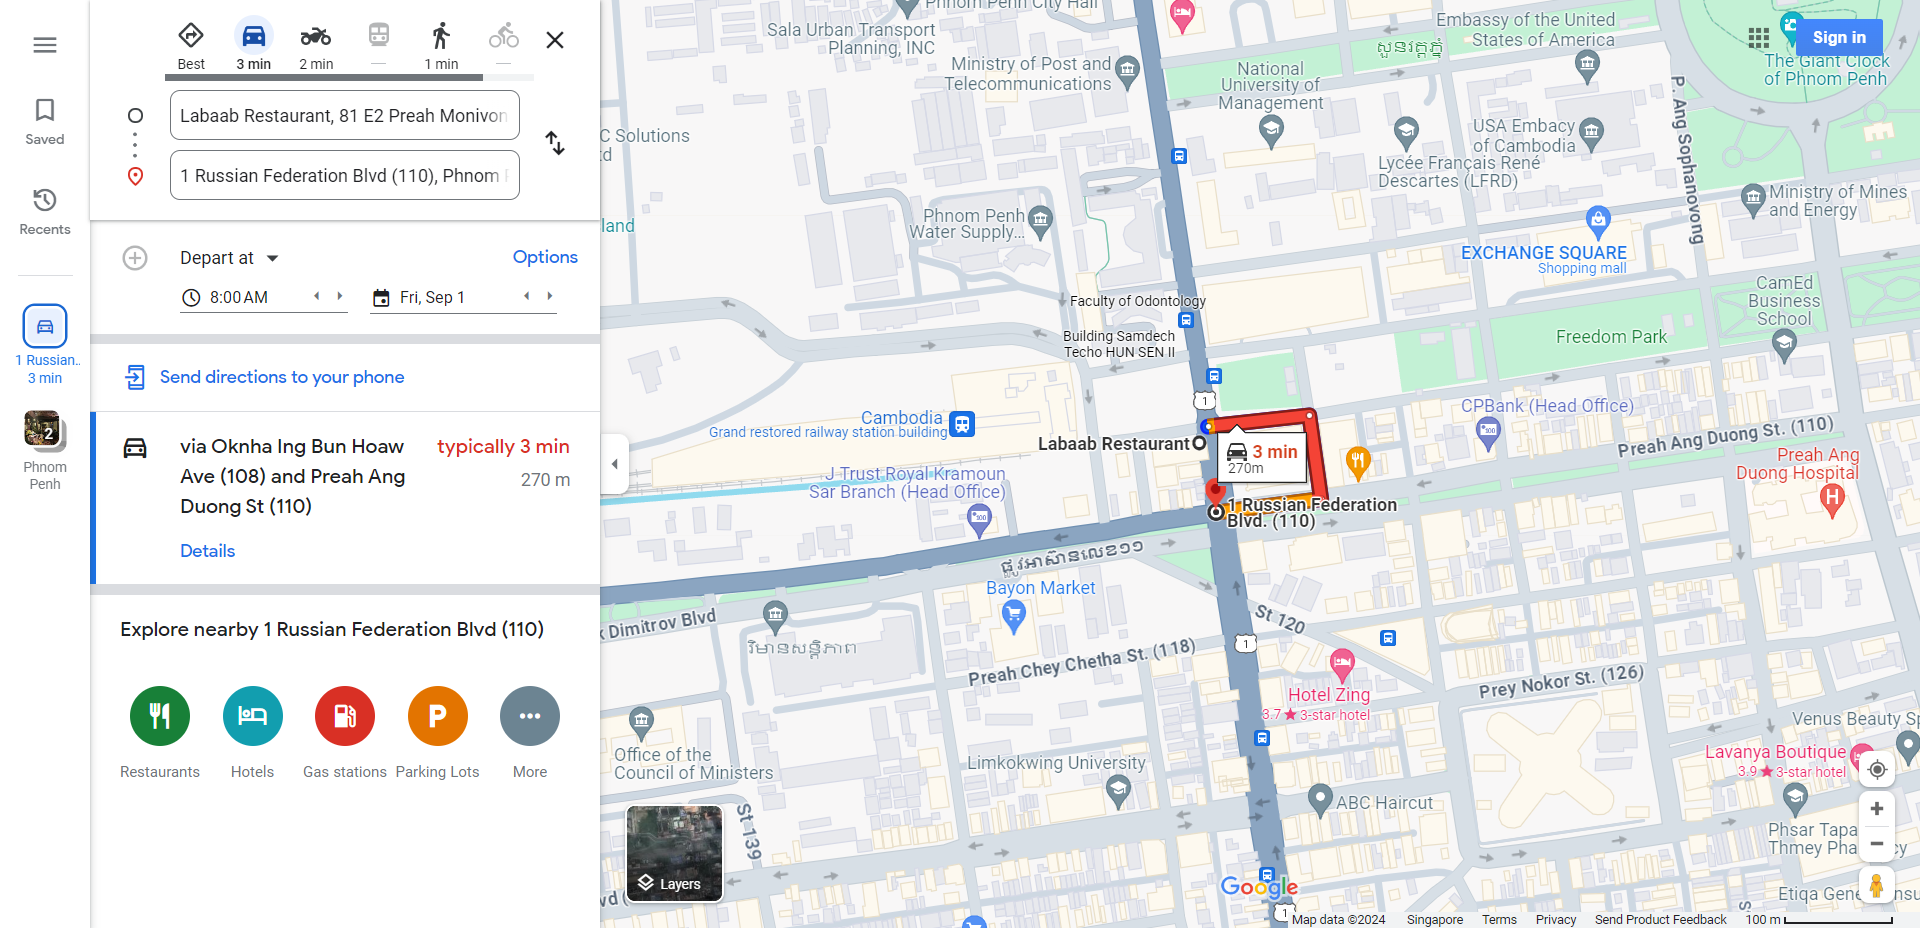 Saved
Recents
1 Russian..
3 min
2
Phnom
Penh
Best
3 min
2 min
1 min
Labaab Restaurant, 81 E2 Preah Monivon
1 Russian Federation Blvd (110), Phnom
Depart at
Options
8:00 AM
Fri, Sep 1
Send directions to your phone
via Oknha Ing Bun Hoaw
Ave (108) and Preah Ang
Duong St (110)
typically 3 min
270 m
Details
Explore nearby 1 Russian Federation Blvd (110)
P
Restaurants
Hotels
Gas stations
Parking Lots
More
Layers
Phnom Penh City Hall
Sala Urban Transport
Planning, INC
Ministry of Post and
Telecommunications
C Solutions
td
land
Phnom Penh
Water Supply...
Embassy of the United
States of America
សួនវត្តភ្នំ
National
University of
Management
USA Embacy
of Cambodia
Lycée Français René
Descartes (LFRD)
P. Ang Sophanovong
Sign in
The Giant Clock
of Phnom Penh
Ministry of Mines
and Energy
EXCHANGE SQUARE
Shopping mall
CamEd
Business
School
Freedom Park
Faculty of Odontology
Building Samdech
Techo HUN SEN II
1
Cambodia
Grand restored railway station building
Labaab Restaurant
3 min
270m
J Trust Royal Kramoun
Sar Branch (Head Office)
1 Russian Federation
Blvd. (110)
CPBank (Head Office)
Preah Ang Duong St. (110)
Preah Ang
Duong Hospital
H
ផ្លូវអាស៊ានលេខ១១
Bayon Market
k Dimitrov Blvd
វិមានសន្តិភាព
Preah Chey Chetha St. (118)
St 120
1
Hotel Zing
3.7★3-star hotel
Prey Nokor St. (126)
Office of the
Council of Ministers
Limkokwing University
St 139
ABC Haircut
Venus Beauty Sp
Lavanya Boutique
3.9★3-star hotel
Phsar Tapa
Thmey Pha
cy
Etiqa Gene
nsu
vd (
Google
1
Map data ©2024
Singapore
Terms
Privacy
Send Product Feedback
100 m